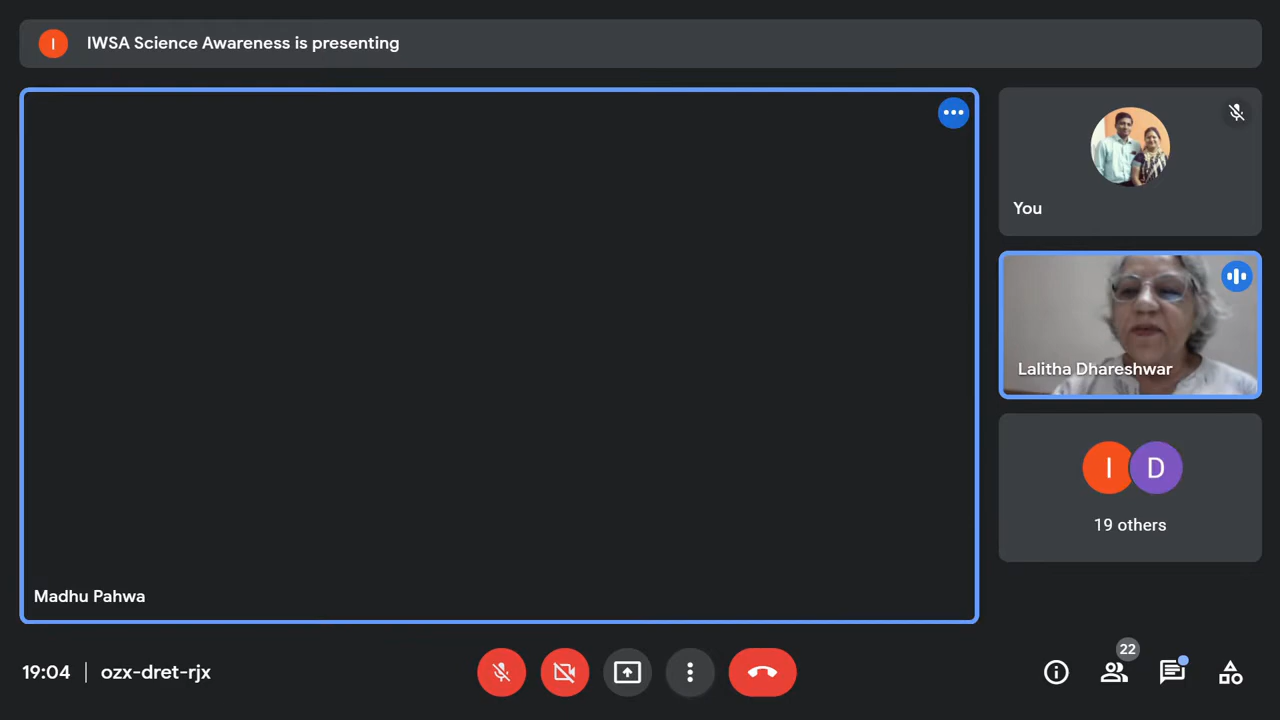 I
IWSA Science Awareness is presenting
You
Lalitha Dhareshwar
I D
19 others
Madhu Pahwa
19:04 | ozx-dret-rjx
22